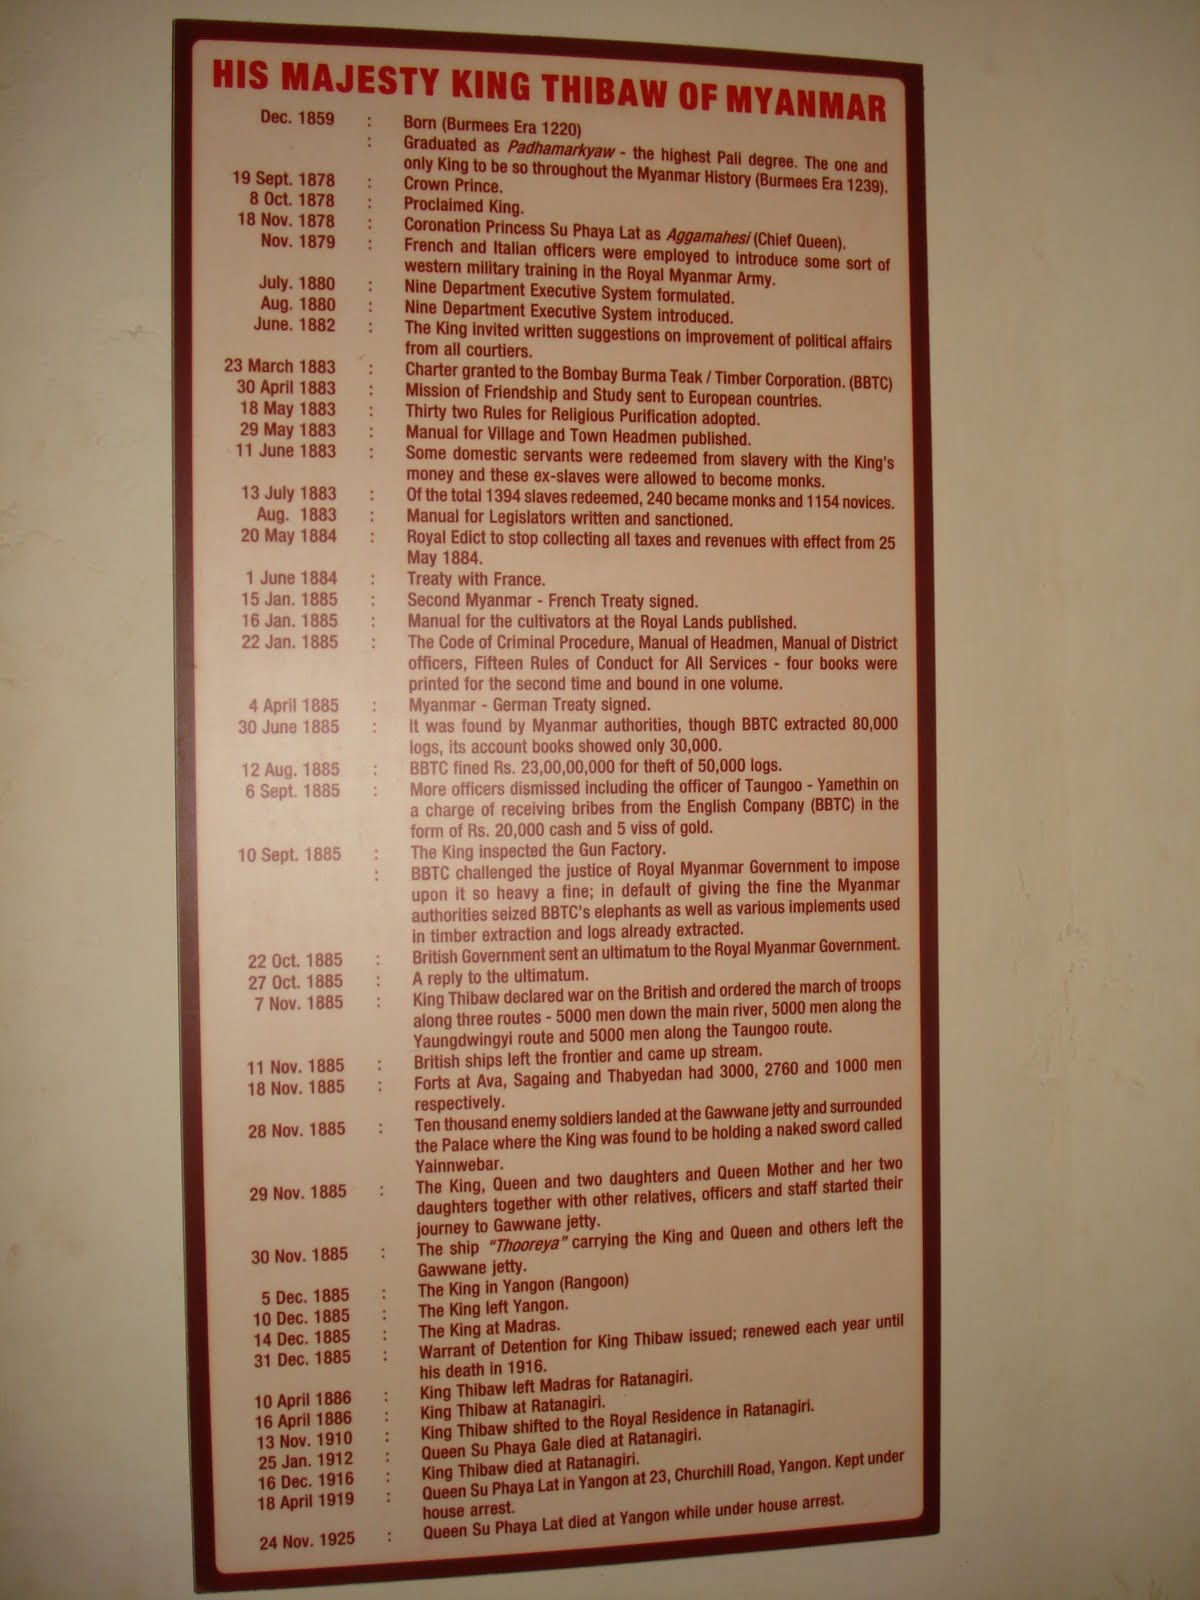 HIS MAJESTY KING THIBAW OF MYANMAR
Dec. 1859 : Born (Burmees Era 1220)
: Graduated as Padhamarkyaw - the highest Pali degree. The one and
only King to be so throughout the Myanmar History (Burmees Era 1239).
19 Sept. 1878 : Crown Prince.
8 Oct. 1878 : Proclaimed King.
18 Nov. 1878 : Coronation Princess Su Phaya Lat as Aggamahesi (Chief Queen).
Nov. 1879 : French and Italian officers were employed to introduce some sort of
western military training in the Royal Myanmar Army.
July. 1880 : Nine Department Executive System formulated.
Aug. 1880 : Nine Department Executive System introduced.
June. 1882 : The King invited written suggestions on improvement of political affairs
from all courtiers.
23 March 1883 : Charter granted to the Bombay Burma Teak / Timber Corporation. (BBTC)
30 April 1883 : Mission of Friendship and Study sent to European countries.
18 May 1883 : Thirty two Rules for Religious Purification adopted.
29 May 1883 : Manual for Village and Town Headmen published.
11 June 1883 : Some domestic servants were redeemed from slavery with the King's
money and these ex-slaves were allowed to become monks.
13 July 1883 : Of the total 1394 slaves redeemed, 240 became monks and 1154 novices.
Aug. 1883 : Manual for Legislators written and sanctioned.
20 May 1884 : Royal Edict to stop collecting all taxes and revenues with effect from 25
May 1884.
1 June 1884 : Treaty with France.
15 Jan. 1885 : Second Myanmar - French Treaty signed.
16 Jan. 1885 : Manual for the cultivators at the Royal Lands published.
22 Jan. 1885 : The Code of Criminal Procedure, Manual of Headmen, Manual of District
officers, Fifteen Rules of Conduct for All Services - four books were
printed for the second time and bound in one volume.
4 April 1885 : Myanmar - German Treaty signed.
30 June 1885 : It was found by Myanmar authorities, though BBTC extracted 80,000
logs, its account books showed only 30,000.
12 Aug. 1885 : BBTC fined Rs. 23,00,00,000 for theft of 50,000 logs.
6 Sept. 1885 : More officers dismissed including the officer of Taungoo - Yamethin on
a charge of receiving bribes from the English Company (BBTC) in the
form of Rs. 20,000 cash and 5 viss of gold.
10 Sept. 1885 : The King inspected the Gun Factory.
: BBTC challenged the justice of Royal Myanmar Government to impose
upon it so heavy a fine; in default of giving the fine the Myanmar
authorities seized BBTC's elephants as well as various implements used
in timber extraction and logs already extracted.
22 Oct. 1885 : British Government sent an ultimatum to the Royal Myanmar Government.
27 Oct. 1885 : A reply to the ultimatum.
7 Nov. 1885 : King Thibaw declared war on the British and ordered the march of troops
along three routes - 5000 men down the main river, 5000 men along the
Yaungdwingyi route and 5000 men along the Taungoo route.
11 Nov. 1885 : British ships left the frontier and came up stream.
18 Nov. 1885 : Forts at Ava, Sagaing and Thabyedan had 3000, 2760 and 1000 men
respectively.
28 Nov. 1885 : Ten thousand enemy soldiers landed at the Gawwane jetty and surrounded
the Palace where the King was found to be holding a naked sword called
Yainnwebar.
29 Nov. 1885 : The King, Queen and two daughters and Queen Mother and her two
daughters together with other relatives, officers and staff started their
journey to Gawwane jetty.
30 Nov. 1885 : The ship "Thooreya" carrying the King and Queen and others left the
Gawwane jetty.
5 Dec. 1885 : The King in Yangon (Rangoon)
10 Dec. 1885 : The King left Yangon.
14 Dec. 1885 : The King at Madras.
31 Dec. 1885 : Warrant of Detention for King Thibaw issued; renewed each year until
his death in 1916.
10 April 1886 : King Thibaw left Madras for Ratanagiri.
16 April 1886 : King Thibaw at Ratanagiri.
13 Nov. 1910 : King Thibaw shifted to the Royal Residence in Ratanagiri.
25 Jan. 1912 : Queen Su Phaya Gale died at Ratanagiri.
16 Dec. 1916 : King Thibaw died at Ratanagiri.
18 April 1919 : Queen Su Phaya Lat in Yangon at 23, Churchill Road, Yangon. Kept under
house arrest.
24 Nov. 1925 : Queen Su Phaya Lat died at Yangon while under house arrest.